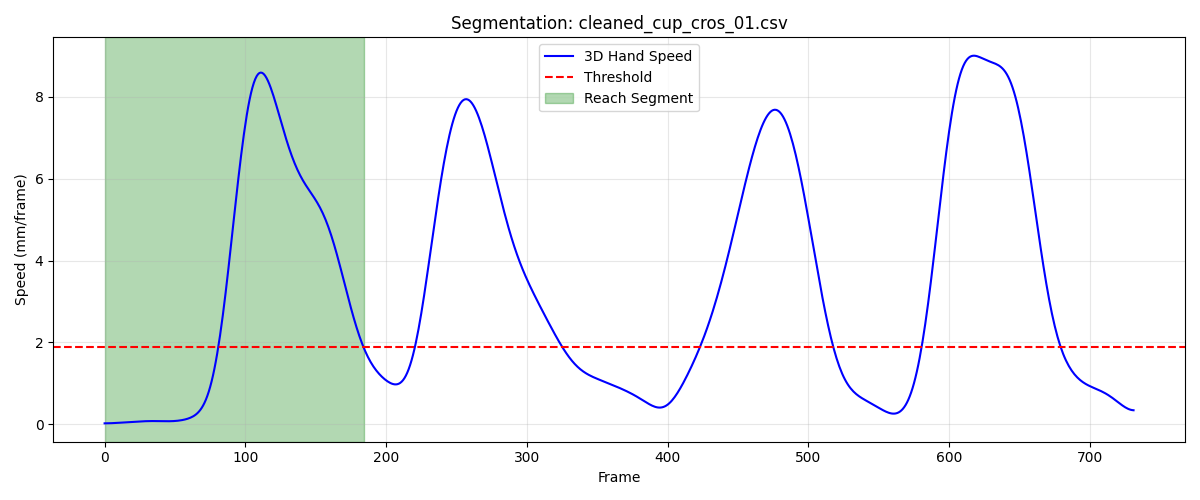 Segmentation: cleaned_cup_cros_01.csv
3D Hand Speed
Threshold
Reach Segment
Speed (mm/frame)
8
6
4
2
0
0 100 200 300 400 500 600 700
Frame